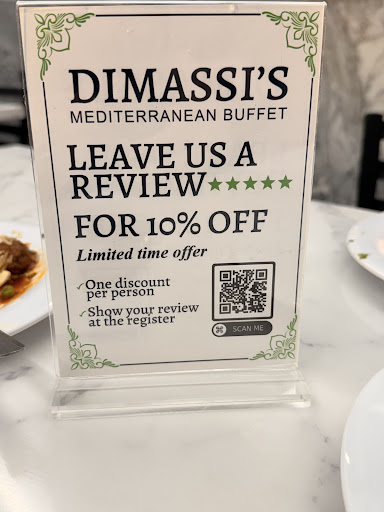 DIMASSI'S
MEDITERRANEAN BUFFET
LEAVE US A
REVIEW★★★★★
FOR 10% OFF
Limited time offer
✓One discount
per person
✓Show your review
at the register
SCAN ME